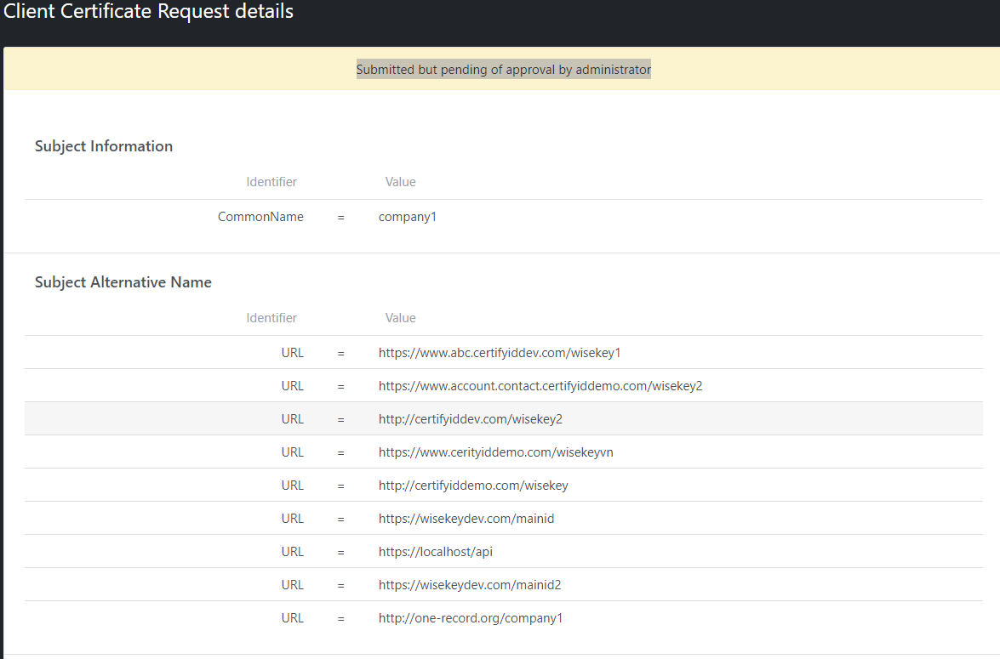 Client Certificate Request details
Submitted but pending of approval by administrator
Subject Information
Identifier Value
CommonName = company1
Subject Alternative Name
Identifier Value
URL = https://www.abc.certifyiddev.com/wisekey1
URL = https://www.account.contact.certifyiddemo.com/wisekey2
URL = http://certifyiddev.com/wisekey2
URL = https://www.cerityiddemo.com/wisekeyvn
URL = http://certifyiddemo.com/wisekey
URL = https://wisekeydev.com/mainid
URL = https://localhost/api
URL = https://wisekeydev.com/mainid2
URL = http://one-record.org/company1